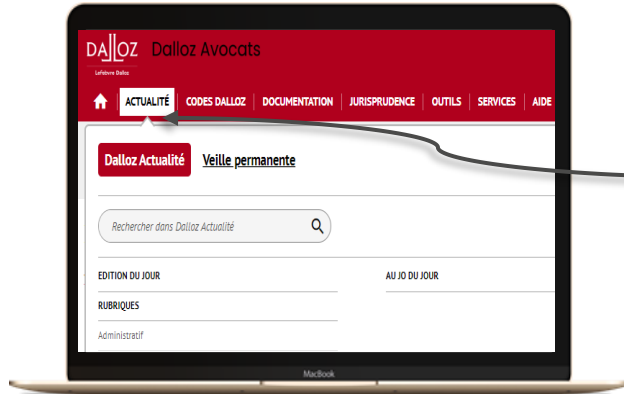 DALLOZ Dalloz Avocats
Lefebvre Dalloz
ACTUALITÉ CODES DALLOZ DOCUMENTATION JURISPRUDENCE OUTILS SERVICES AIDE
Dalloz Actualité Veille permanente
Rechercher dans Dalloz Actualité
EDITION DU JOUR AU JO DU JOUR
RUBRIQUES
Administratif
MacBook